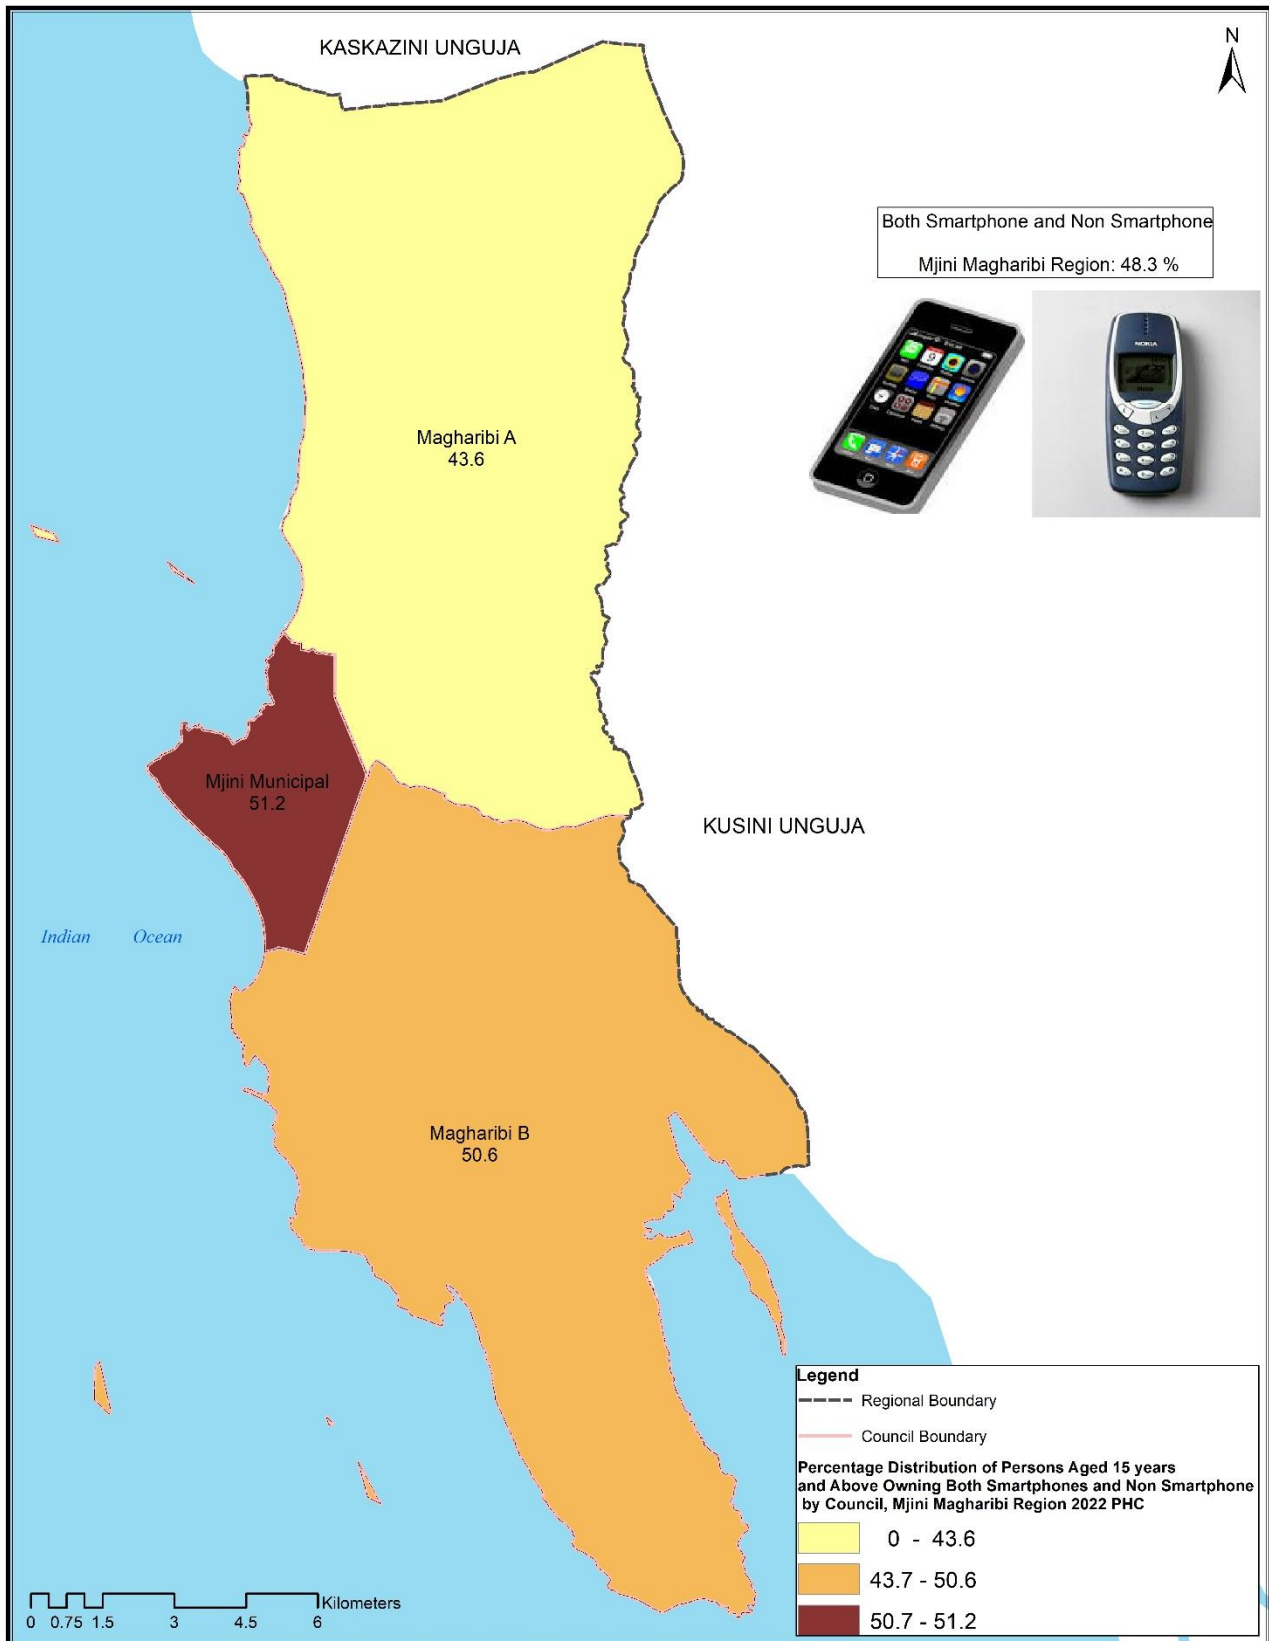 KASKAZINI UNGUJA
N
Both Smartphone and Non Smartphone
Mjini Magharibi Region: 48.3 %
NOKIA
Magharibi A
43.6
Mjini Municipal
51.2
KUSINI UNGUJA
Indian Ocean
Magharibi B
50.6
Legend
Regional Boundary
Council Boundary
Percentage Distribution of Persons Aged 15 years
and Above Owning Both Smartphones and Non Smartphone
by Council, Mjini Magharibi Region 2022 PHC
0 - 43.6
43.7 - 50.6
50.7 - 51.2
Kilometers
0 0.75 1.5 3 4.5 6